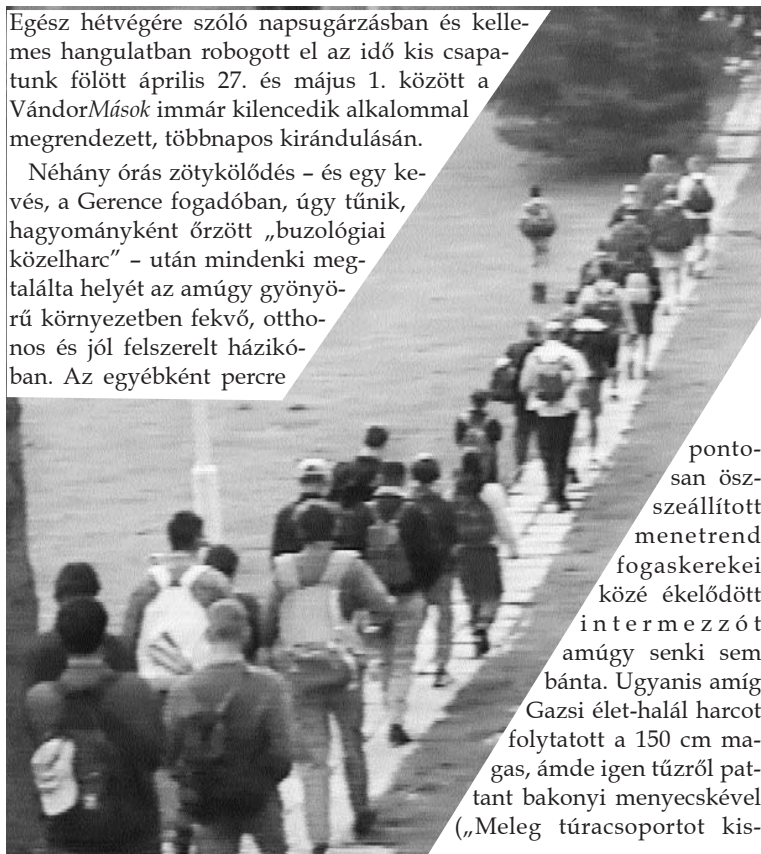 Egész hétvégére szóló napsugárzásban és kelle-
mes hangulatban robogott el az idő kis csapa-
tunk fölött április 27. és május 1. között a
VándorMások immár kilencedik alkalommal
megrendezett, többnapos kirándulásán.
Néhány órás zötykölődés – és egy ke-
vés, a Gerence fogadóban, úgy tűnik,
hagyományként őrzött „buzológiai
közelharc” – után mindenki meg-
találta helyét az amúgy gyönyö-
rű környezetben fekvő, ottho-
nos és jól felszerelt házikó-
ban. Az egyébként percre
ponto-
san ösz-
szeállított
menetrend
fogaskerekei
közé ékelődött
intermezzót
amúgy senki sem
bánta. Ugyanis amíg
Gazsi élet-halál harcot
folytatott a 150 cm ma-
gas, ámde igen tűzről pat-
tant bakonyi menyecskével
(„Meleg túracsoportot kis-